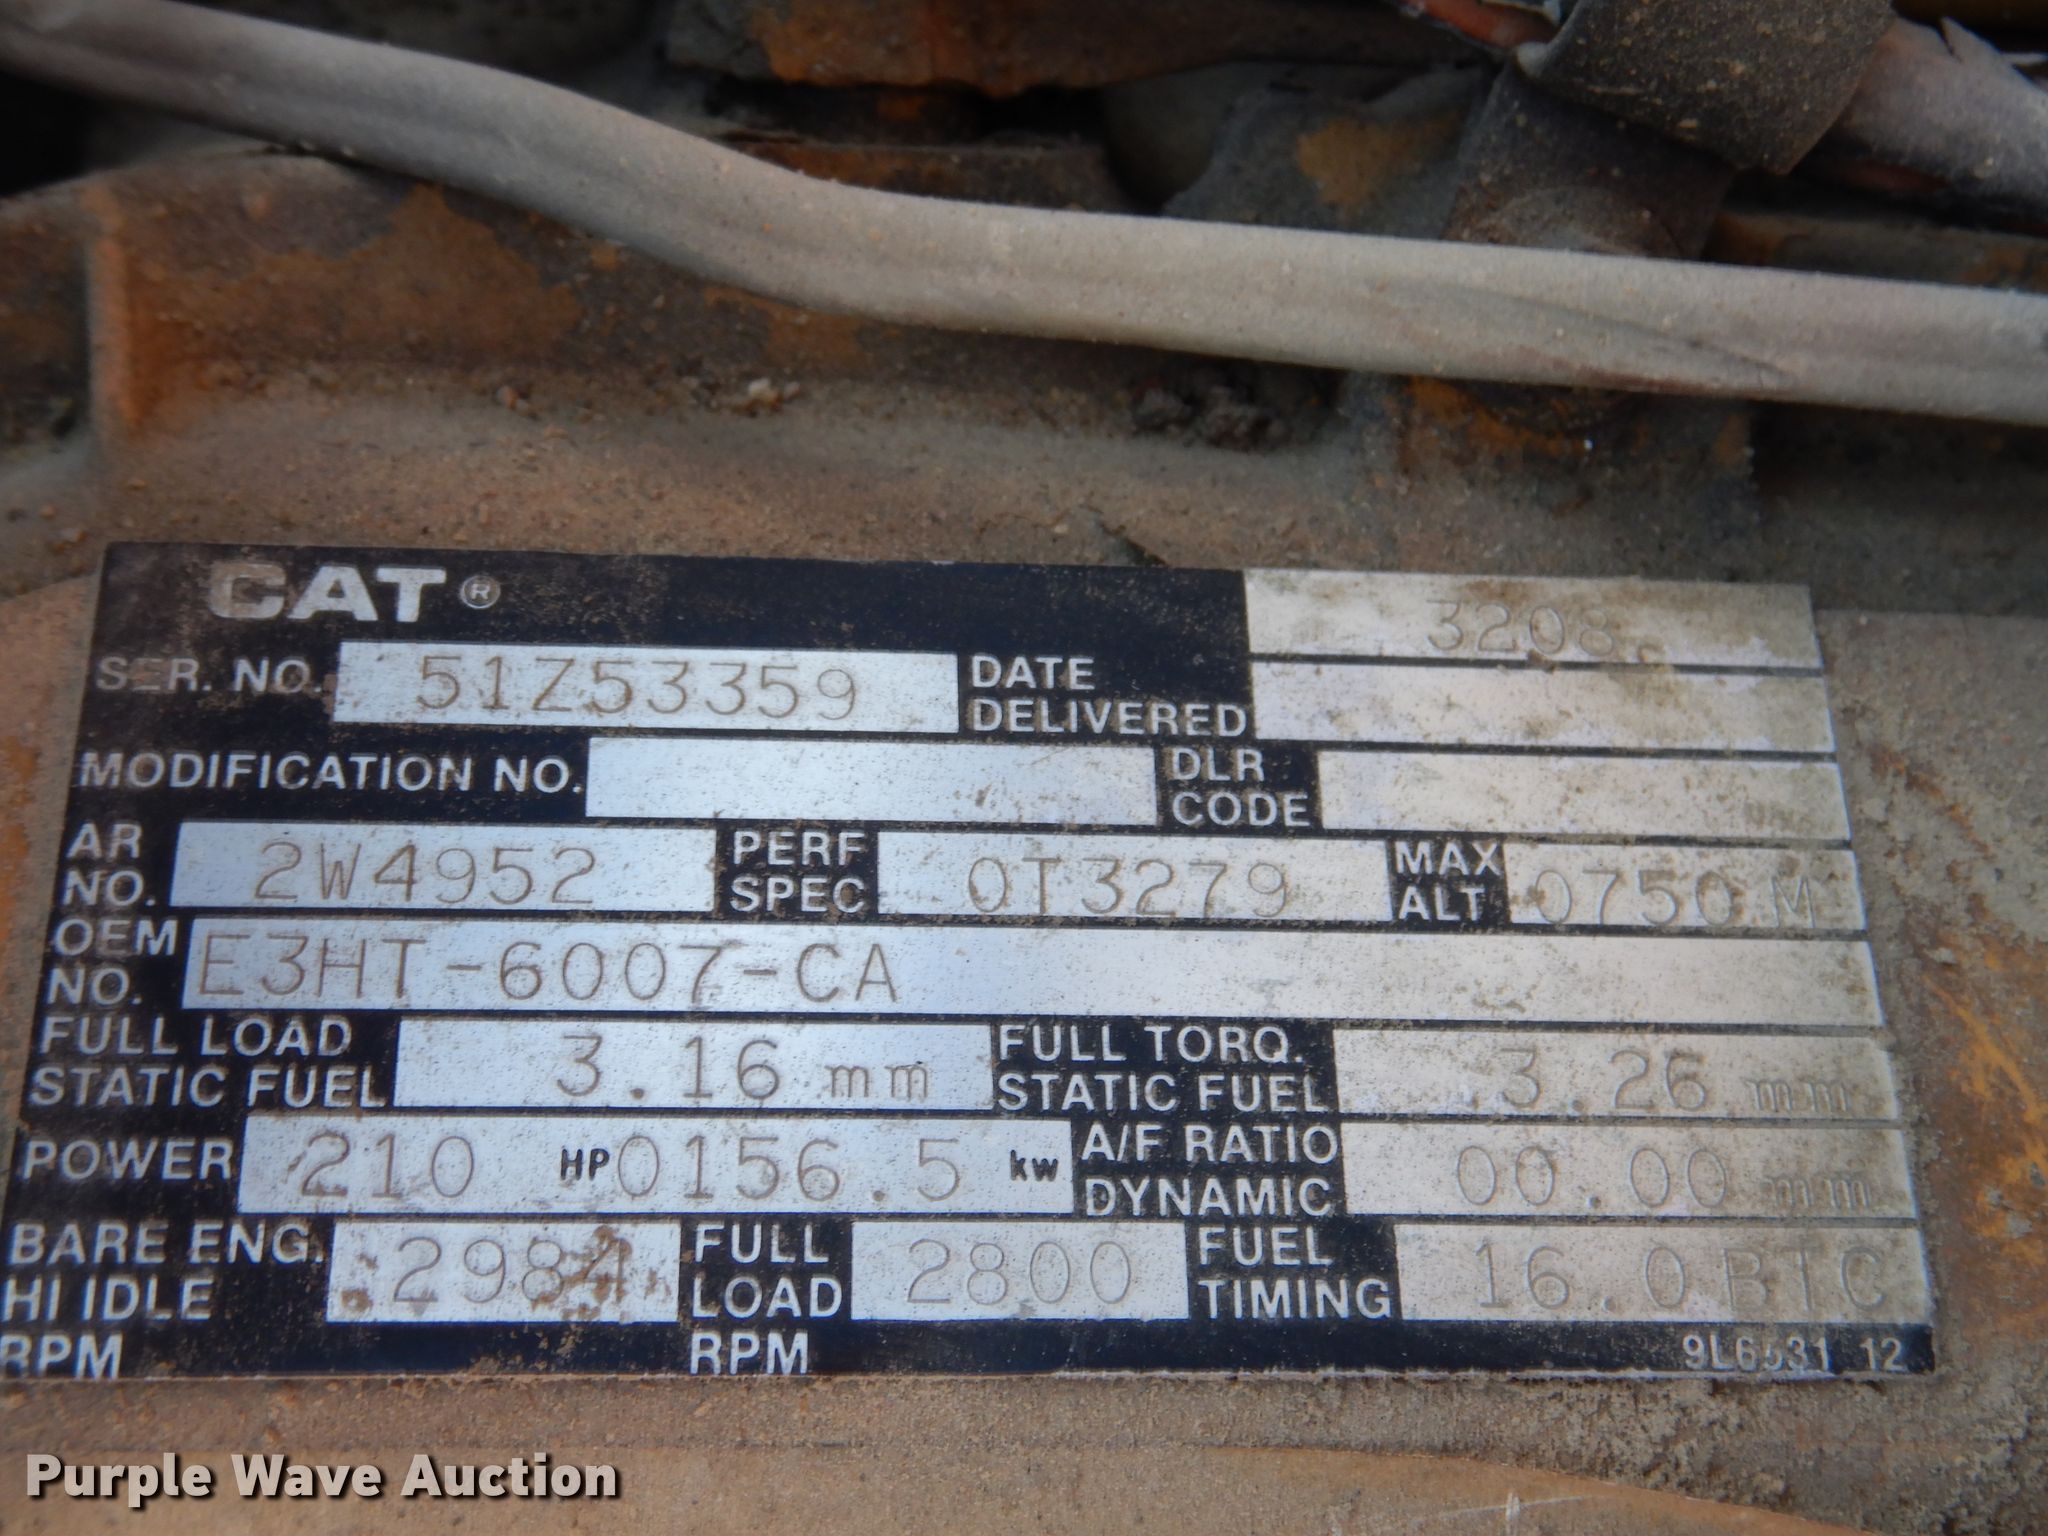 CAT®
3208
SER. NO. 51Z53359 DATE DELIVERED
MODIFICATION NO. DLR CODE
AR NO. 2W4952 PERF SPEC 0T3279 MAX ALT 0750 M
OEM NO. E3HT-6007-CA
FULL LOAD STATIC FUEL 3.16 mm FULL TORQ. STATIC FUEL 3.26 mm
POWER 210 HP 0156.5 kw A/F RATIO DYNAMIC 00.00 mm
BARE ENG. HI IDLE RPM 2984 FULL LOAD RPM 2800 FUEL TIMING 16.0 BTC
9L6531 12
Purple Wave Auction